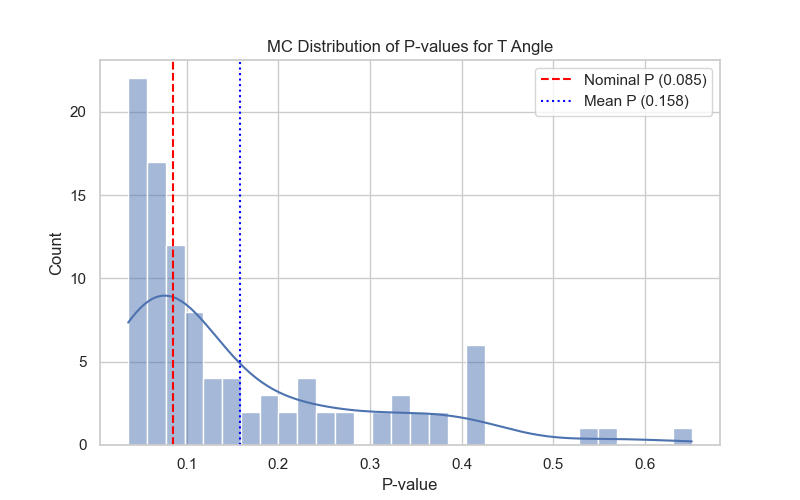 MC Distribution of P-values for T Angle
Nominal P (0.085)
Mean P (0.158)
Count
20
15
10
5
0
0.1 0.2 0.3 0.4 0.5 0.6
P-value